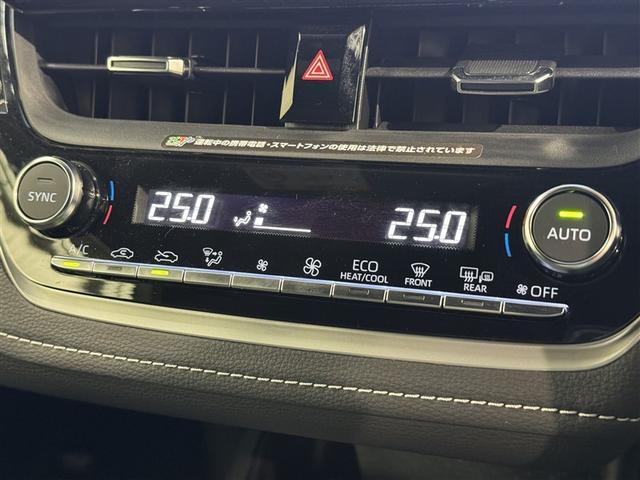 運転中の携帯電話・スマートフォンの使用は法律で禁止されています
SYNC
25.0
25.0
AUTO
A/C
ECO
HEAT/COOL
FRONT
REAR
OFF